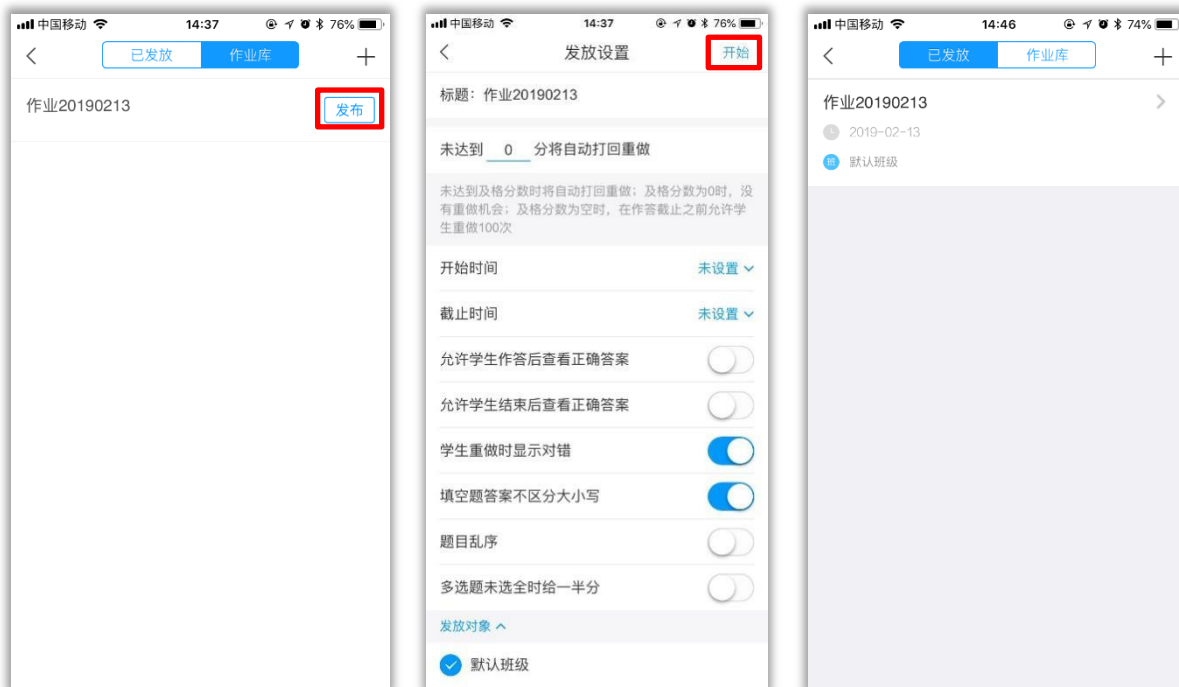 中国移动 14:37 76%
已发放 作业库
作业20190213 发布
中国移动 14:37 76%
发放设置 开始
标题：作业20190213
未达到 0 分将自动打回重做
未达到及格分数时将自动打回重做；及格分数为0时，没
有重做机会；及格分数为空时，在作答截止之前允许学
生重做100次
开始时间 未设置
截止时间 未设置
允许学生作答后查看正确答案
允许学生结束后查看正确答案
学生重做时显示对错
填空题答案不区分大小写
题目乱序
多选题未选全时给一半分
发放对象
默认班级
中国移动 14:46 74%
已发放 作业库
作业20190213
2019-02-13
班 默认班级